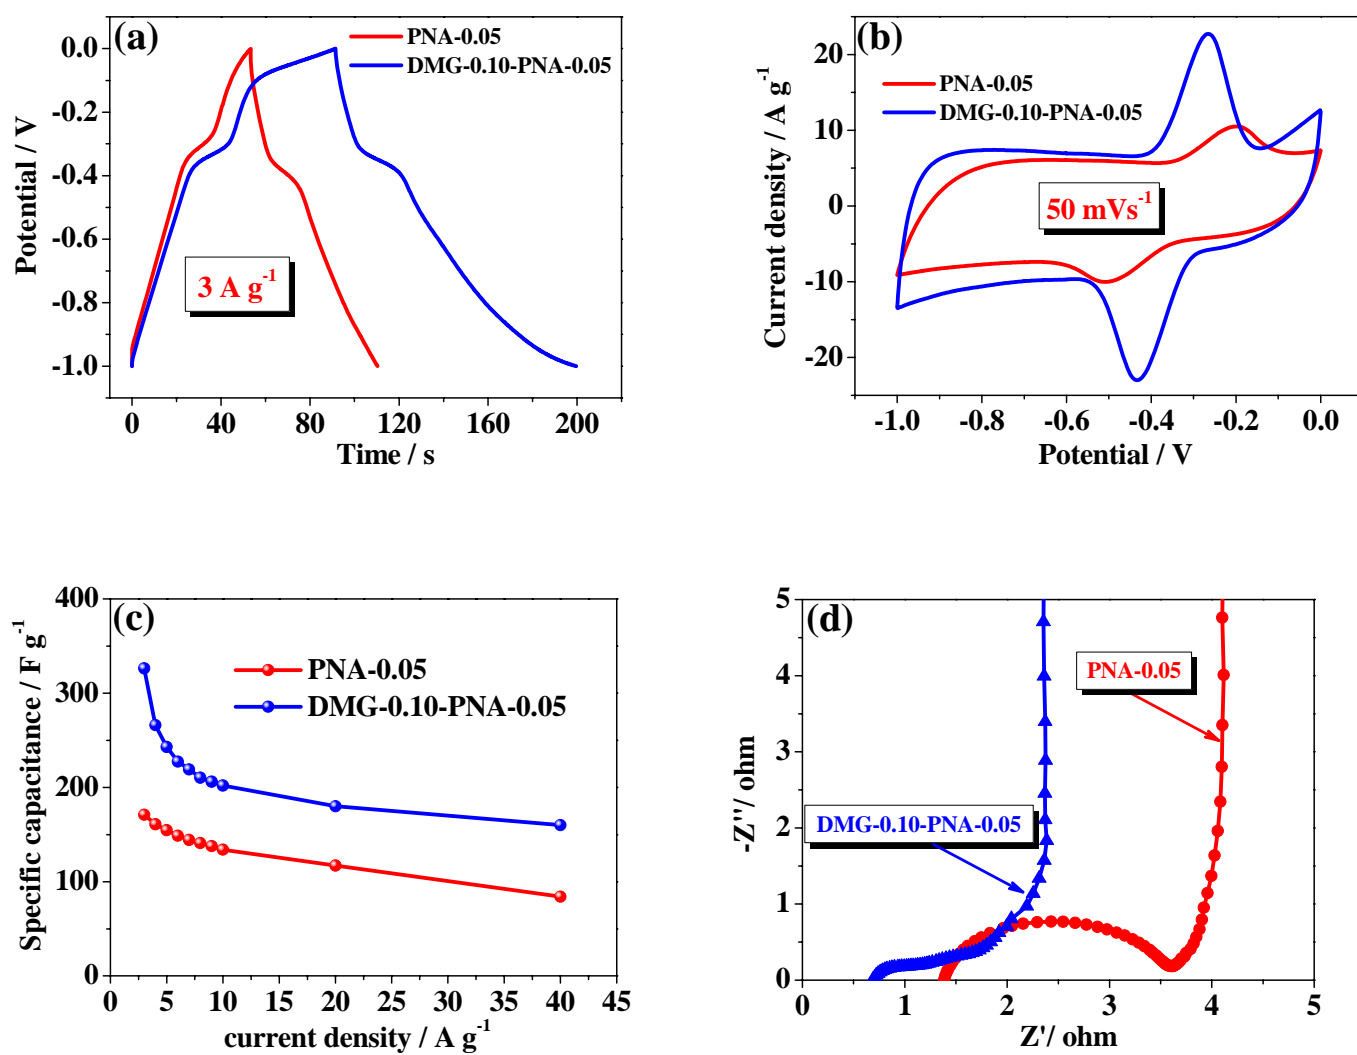 (a)
PNA-0.05
DMG-0.10-PNA-0.05
3 A g⁻¹
0.0
-0.2
-0.4
-0.6
-0.8
-1.0
Potential / V
0 40 80 120 160 200
Time / s
(b)
PNA-0.05
DMG-0.10-PNA-0.05
50 mVs⁻¹
20
10
0
-10
-20
Current density / A g⁻¹
-1.0 -0.8 -0.6 -0.4 -0.2 0.0
Potential / V
(c)
PNA-0.05
DMG-0.10-PNA-0.05
400
300
200
100
0
Specific capacitance / F g⁻¹
0 5 10 15 20 25 30 35 40 45
current density / A g⁻¹
(d)
PNA-0.05
DMG-0.10-PNA-0.05
5
4
3
2
1
0
-Z''/ ohm
0 1 2 3 4 5
Z'/ ohm